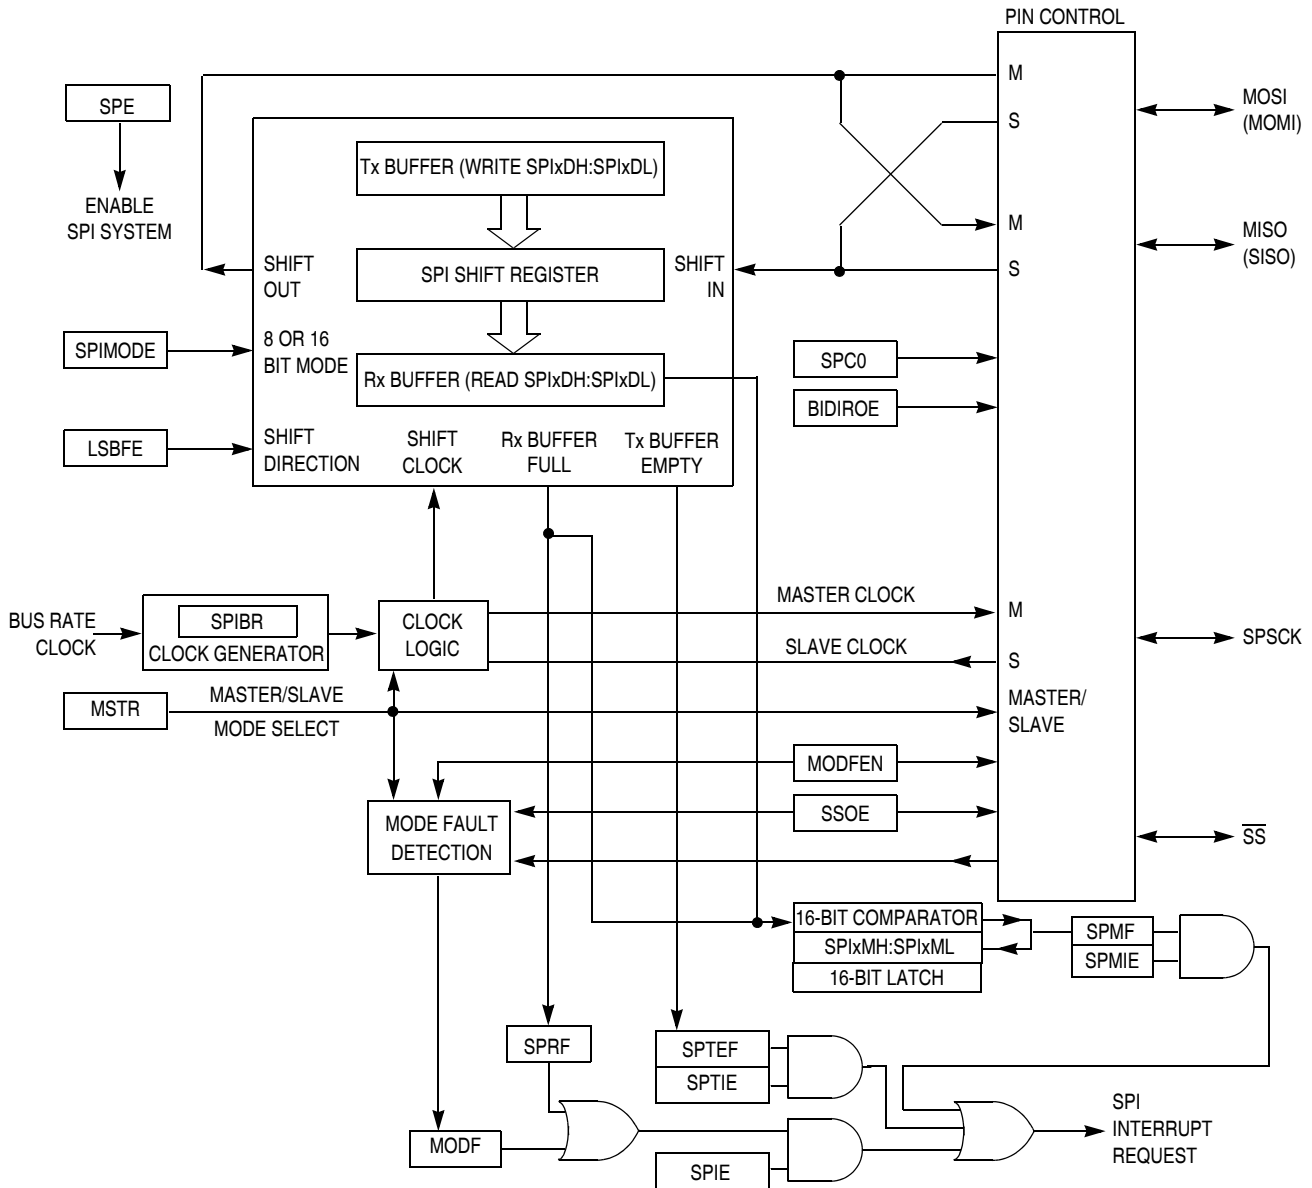 PIN CONTROL
M
SPE
MOSI
(MOMI)
S
Tx BUFFER (WRITE SPIxDH:SPIxDL)
ENABLE
SPI SYSTEM
M
MISO
(SISO)
SHIFT
OUT
SPI SHIFT REGISTER
SHIFT
IN
S
SPIMODE
8 OR 16
BIT MODE
SPC0
Rx BUFFER (READ SPIxDH:SPIxDL)
BIDIROE
LSBFE
SHIFT
DIRECTION
SHIFT
CLOCK
Rx BUFFER
FULL
Tx BUFFER
EMPTY
MASTER CLOCK
M
BUS RATE
CLOCK
SPIBR
CLOCK GENERATOR
CLOCK
LOGIC
SPSCK
SLAVE CLOCK
S
MSTR
MASTER/SLAVE
MODE SELECT
MASTER/
SLAVE
MODFEN
SSOE
MODE FAULT
DETECTION
SS
16-BIT COMPARATOR
SPIxMH:SPIxML
16-BIT LATCH
SPMF
SPMIE
SPRF
SPTEF
SPTIE
MODF
SPIE
SPI
INTERRUPT
REQUEST